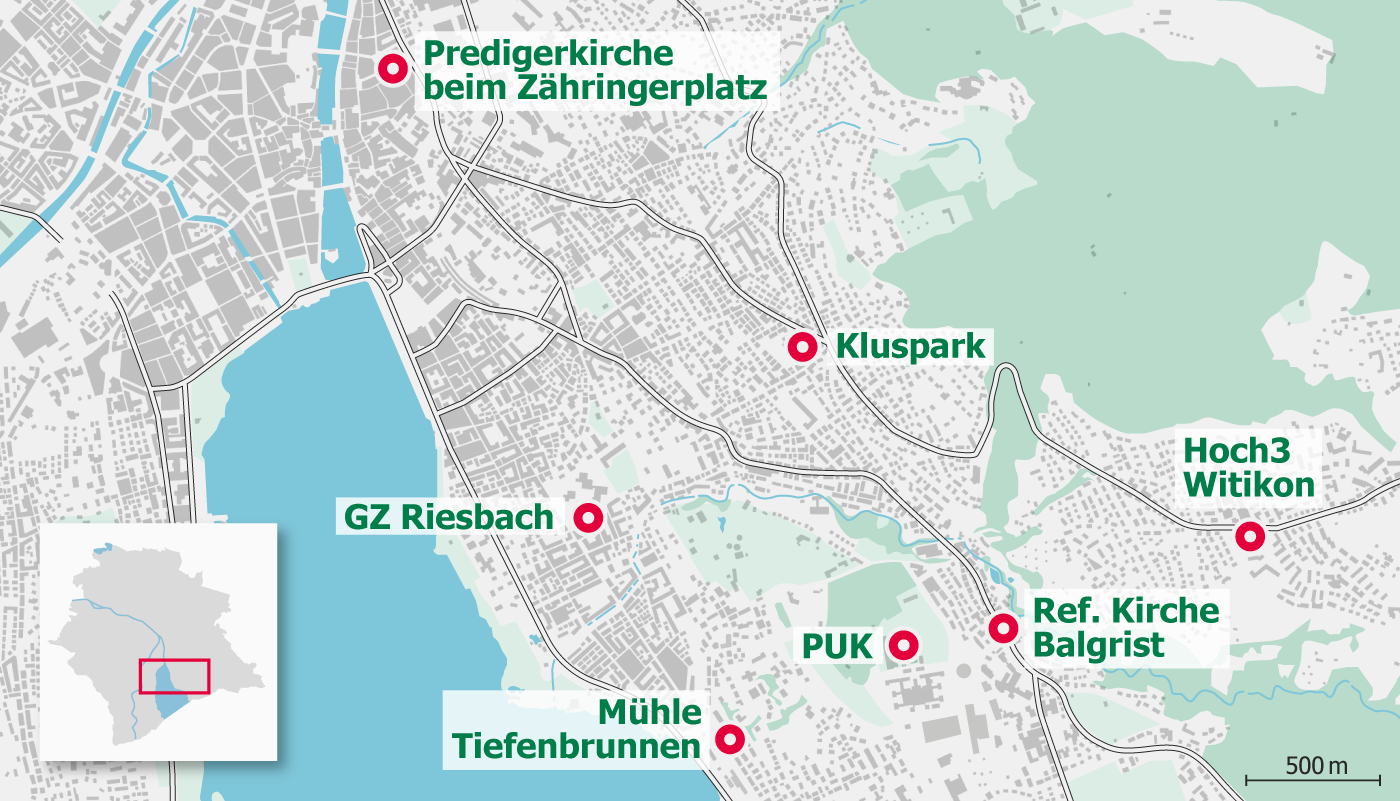 Predigerkirche
beim Zähringerplatz
Kluspark
Hoch3
Witikon
GZ Riesbach
Ref. Kirche
Balgrist
PUK
Mühle
Tiefenbrunnen
500 m